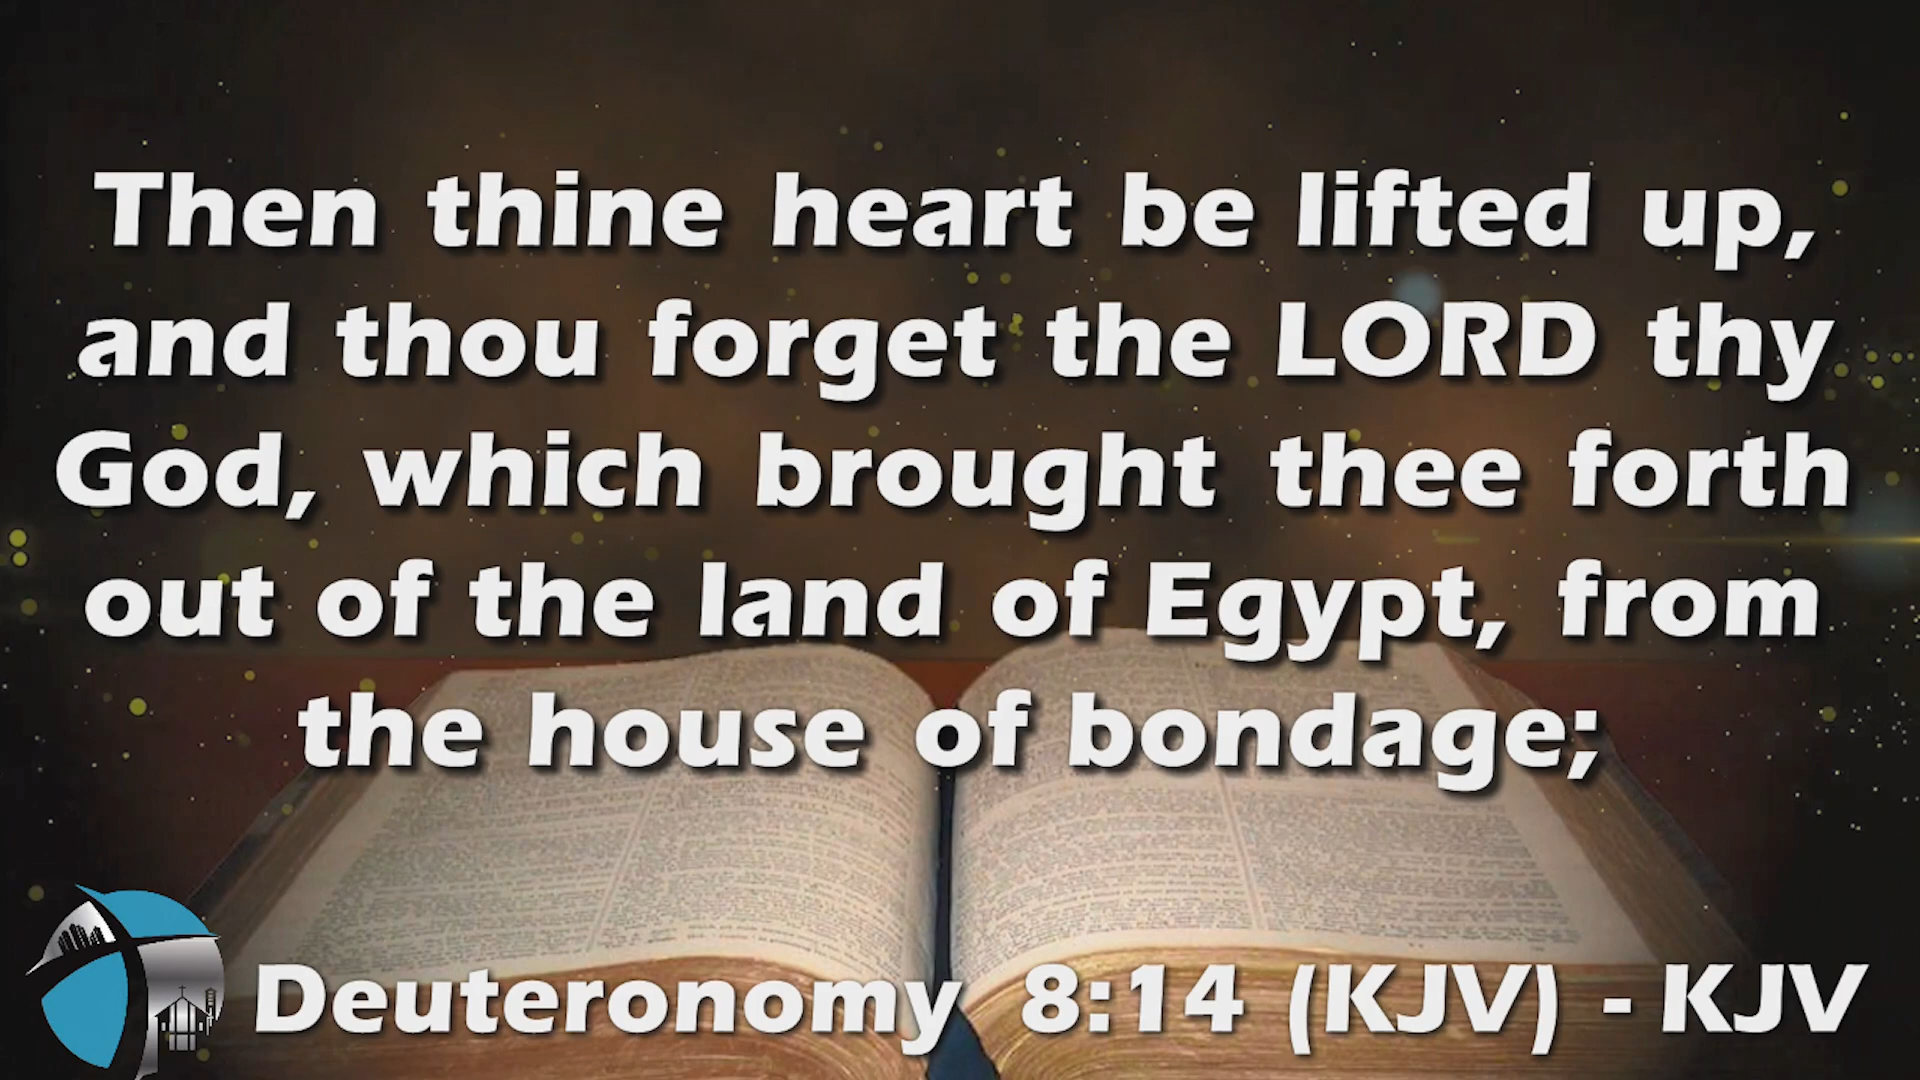 Then thine heart be lifted up,
and thou forget the LORD thy
God, which brought thee forth
out of the land of Egypt, from
the house of bondage;
Deuteronomy 8:14 (KJV) - KJV